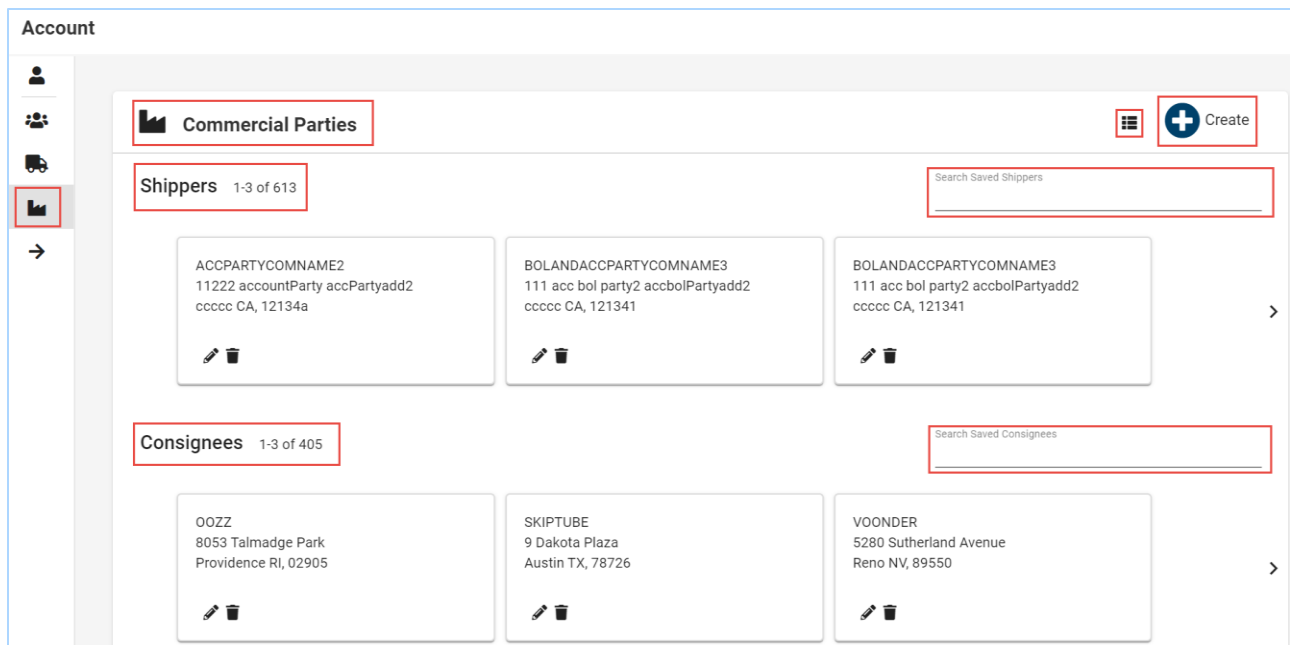 Account
Commercial Parties
Create
Shippers 1-3 of 613
Search Saved Shippers
ACCPARTYCOMNAME2
11222 accountParty accPartyadd2
ccccc CA, 12134a
BOLANDACCPARTYCOMNAME3
111 acc bol party2 accbolPartyadd2
ccccc CA, 121341
BOLANDACCPARTYCOMNAME3
111 acc bol party2 accbolPartyadd2
ccccc CA, 121341
Consignees 1-3 of 405
Search Saved Consignees
OOZZ
8053 Talmadge Park
Providence RI, 02905
SKIPTUBE
9 Dakota Plaza
Austin TX, 78726
VOONDER
5280 Sutherland Avenue
Reno NV, 89550